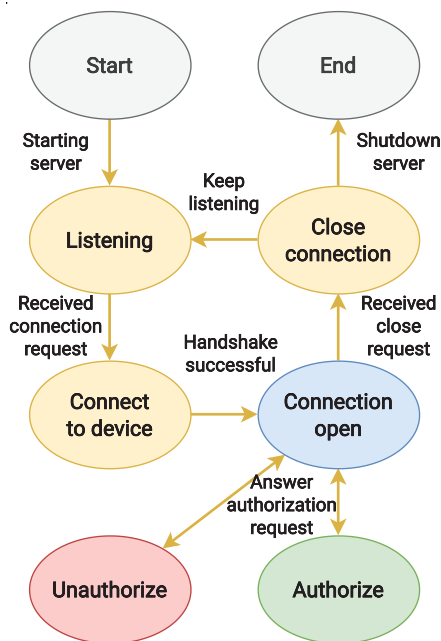 Start
End
Starting
server
Shutdown
server
Keep
listening
Listening
Close
connection
Received
connection
request
Received
close
request
Handshake
successful
Connect
to device
Connection
open
Answer
authorization
request
Unauthorize
Authorize